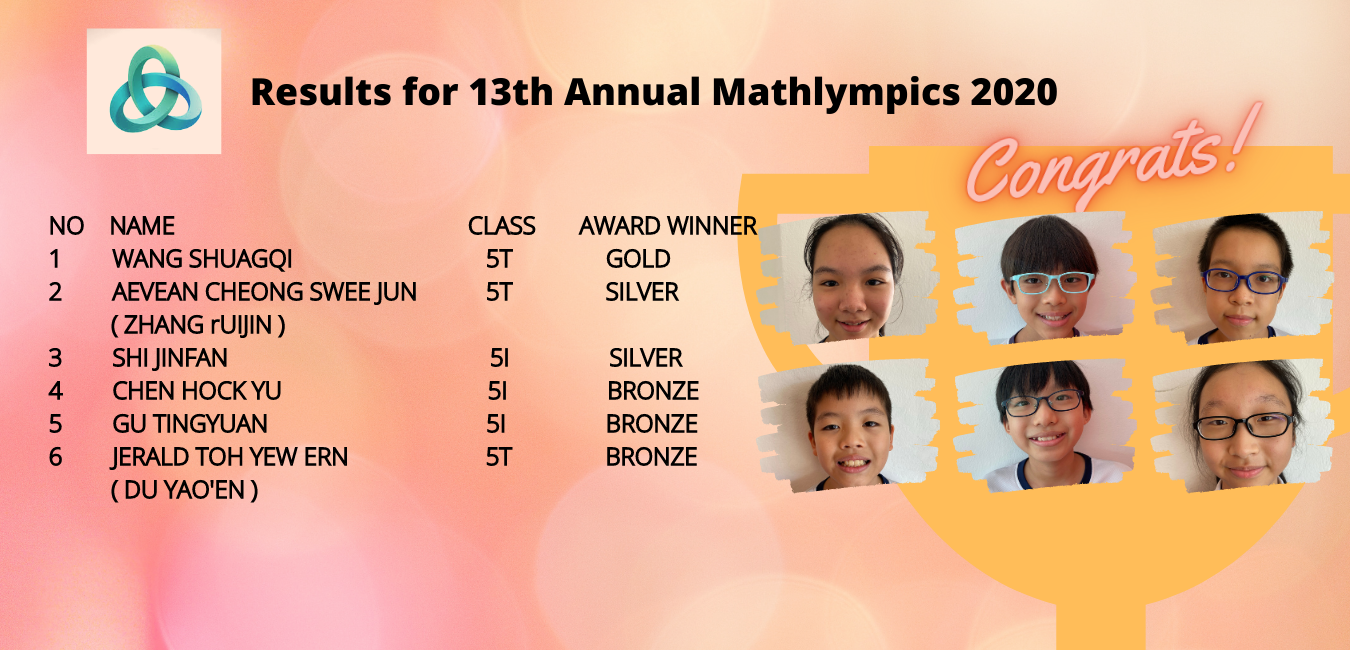 Results for 13th Annual Mathlympics 2020
Congrats!
NO NAME CLASS AWARD WINNER
1 WANG SHUAGQI 5T GOLD
2 AEVEAN CHEONG SWEE JUN 5T SILVER
( ZHANG rUIJIN )
3 SHI JINFAN 5I SILVER
4 CHEN HOCK YU 5I BRONZE
5 GU TINGYUAN 5I BRONZE
6 JERALD TOH YEW ERN 5T BRONZE
( DU YAO'EN )